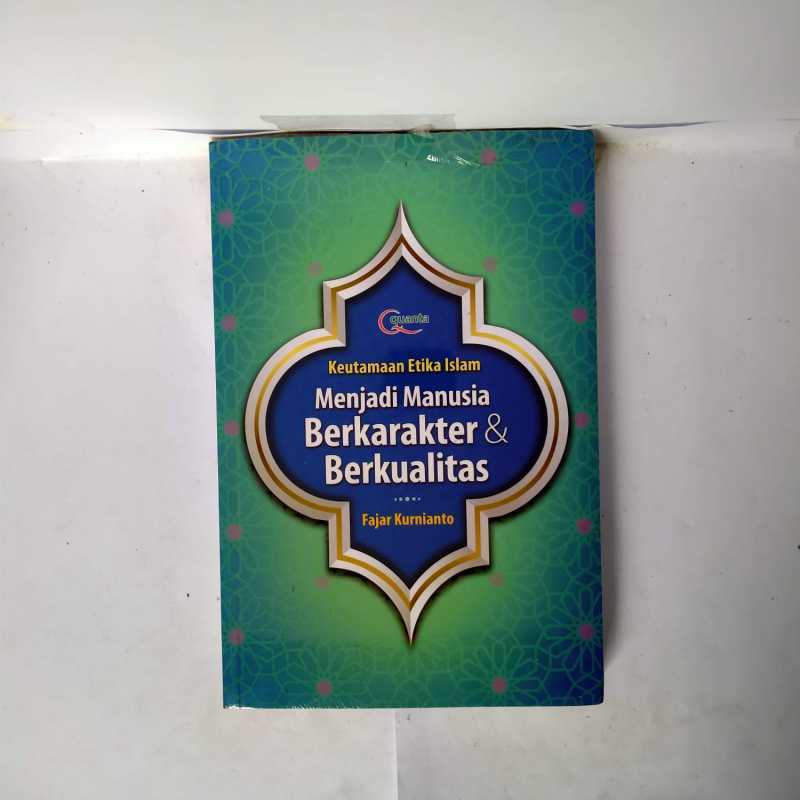 quanta
Keutamaan Etika Islam
Menjadi Manusia
Berkarakter &
Berkualitas
Fajar Kurnianto